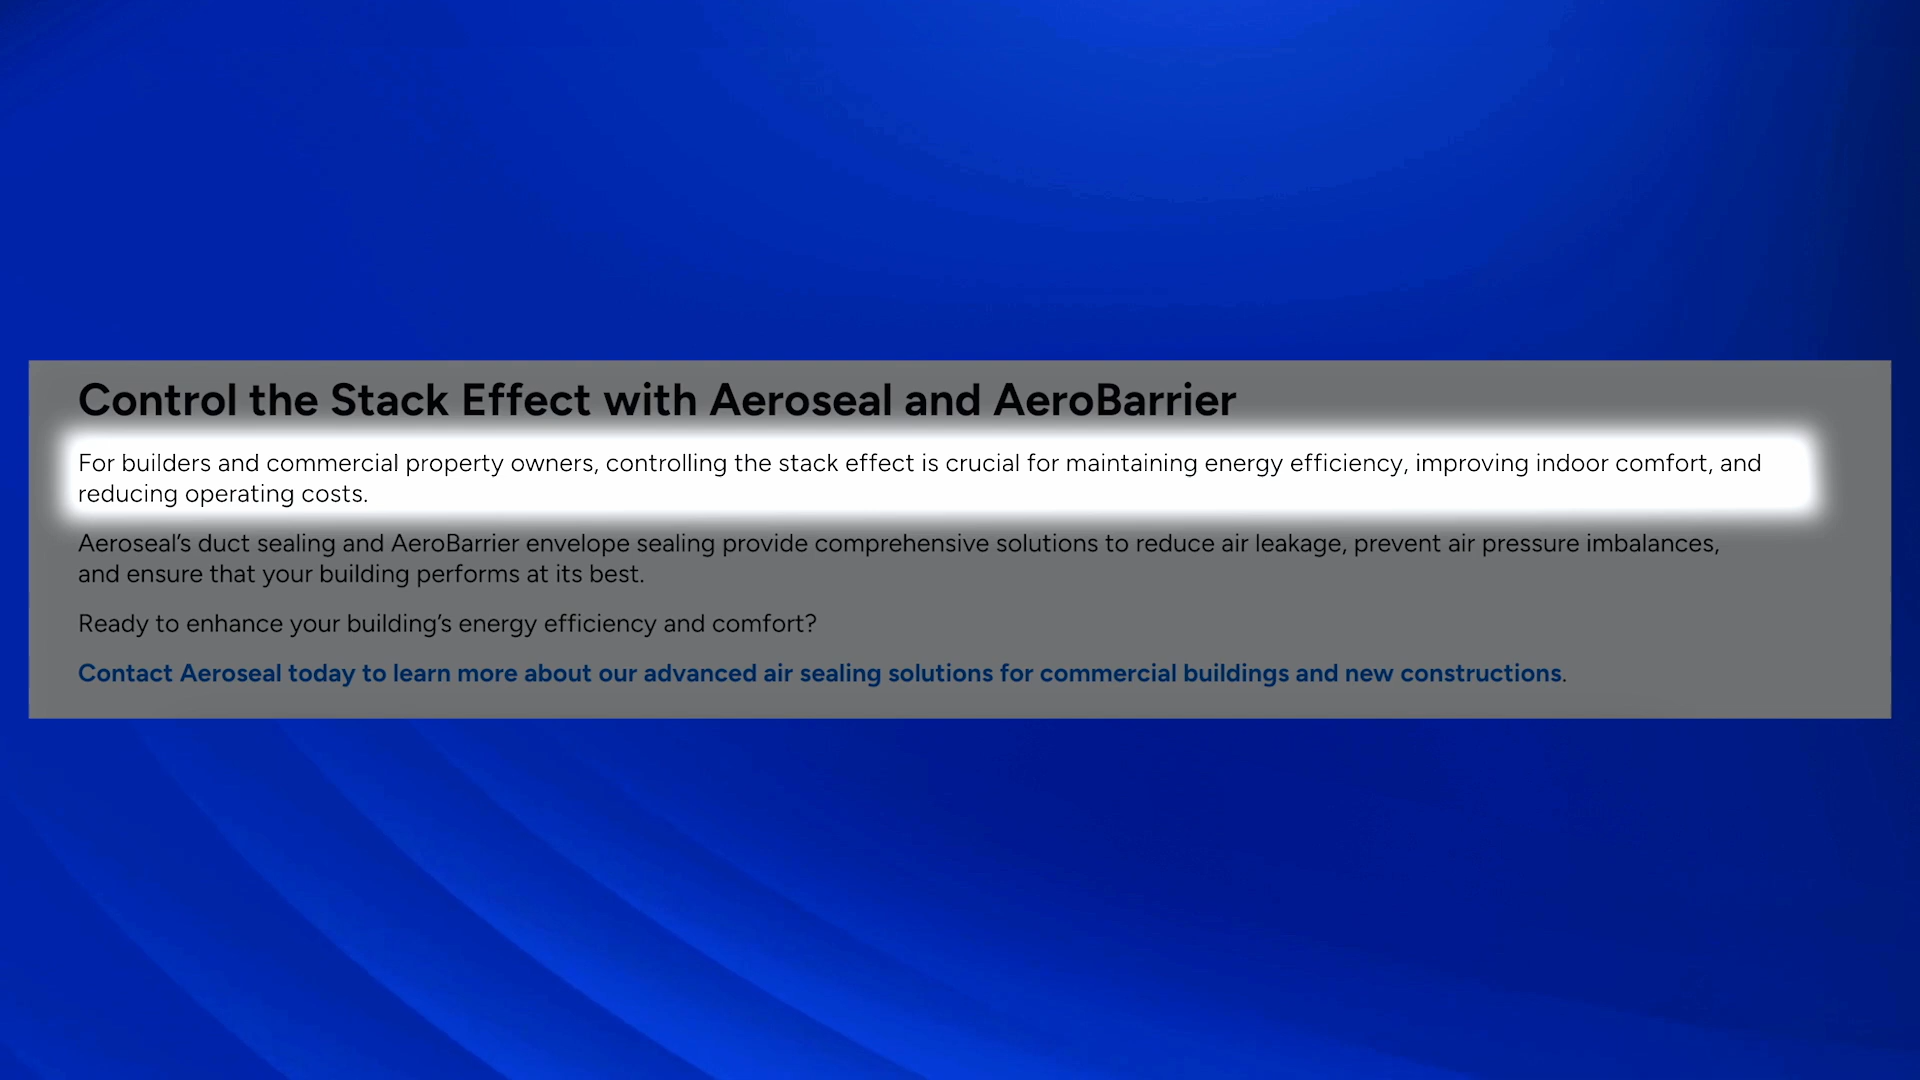 Control the Stack Effect with Aeroseal and AeroBarrier
For builders and commercial property owners, controlling the stack effect is crucial for maintaining energy efficiency, improving indoor comfort, and
reducing operating costs.
Aeroseal’s duct sealing and AeroBarrier envelope sealing provide comprehensive solutions to reduce air leakage, prevent air pressure imbalances,
and ensure that your building performs at its best.
Ready to enhance your building’s energy efficiency and comfort?
Contact Aeroseal today to learn more about our advanced air sealing solutions for commercial buildings and new constructions.